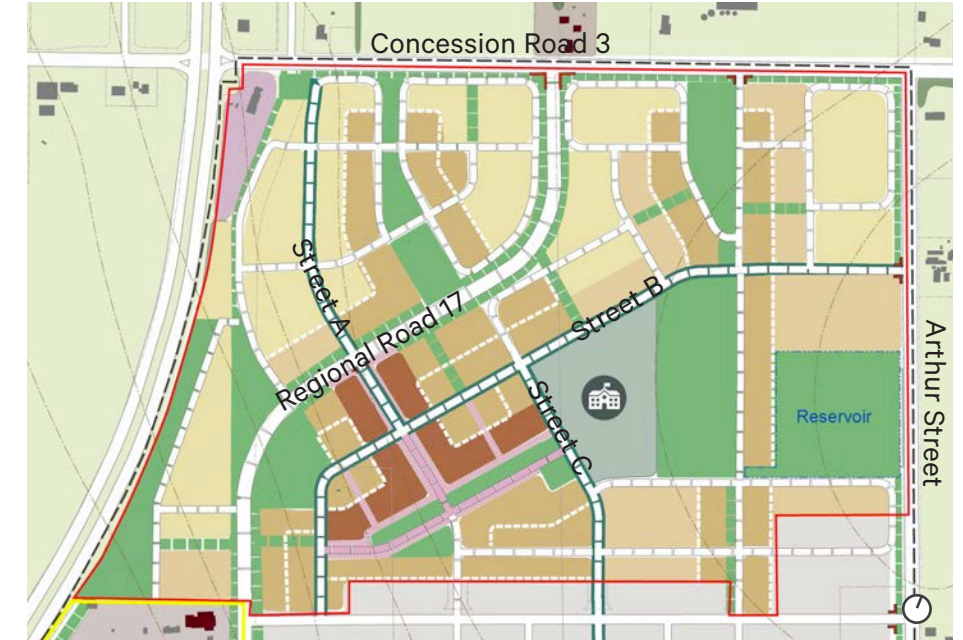 Concession Road 3
Street A
Regional Road 17
Street B
Street C
Arthur Street
Reservoir